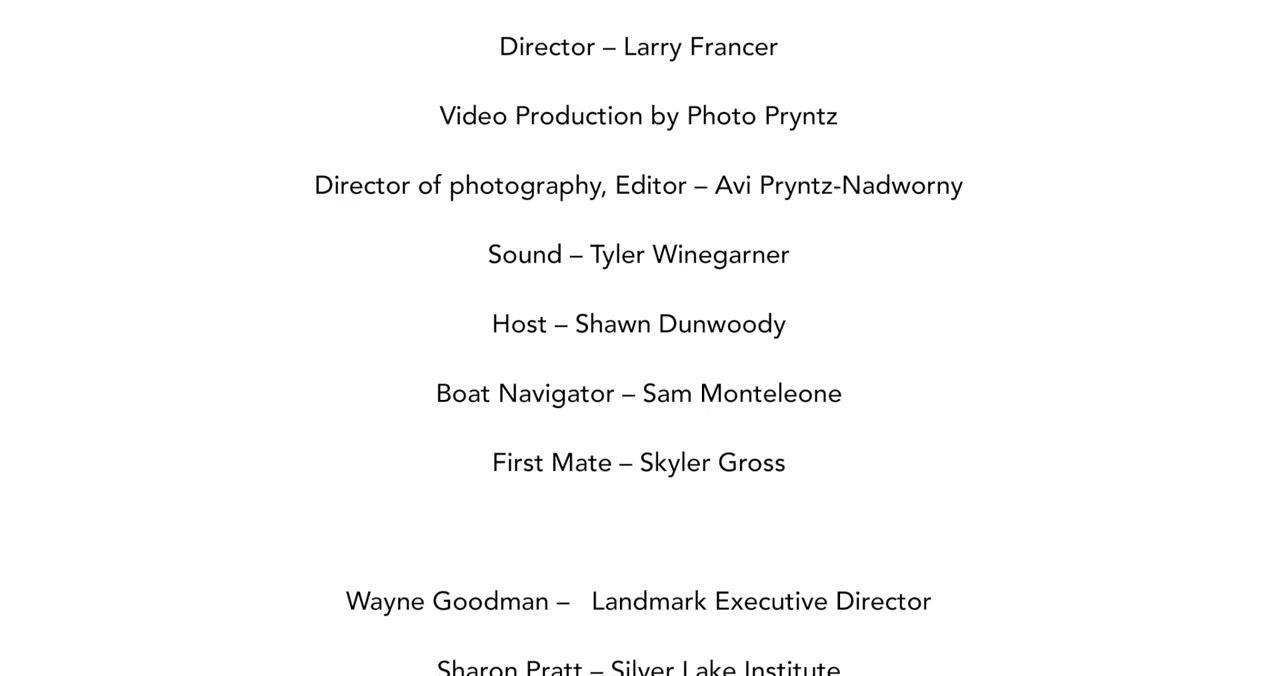 Director – Larry Francer
Video Production by Photo Pryntz
Director of photography, Editor – Avi Pryntz-Nadworny
Sound – Tyler Winegarner
Host – Shawn Dunwoody
Boat Navigator – Sam Monteleone
First Mate – Skyler Gross
Wayne Goodman –   Landmark Executive Director
Sharon Pratt – Silver Lake Institute